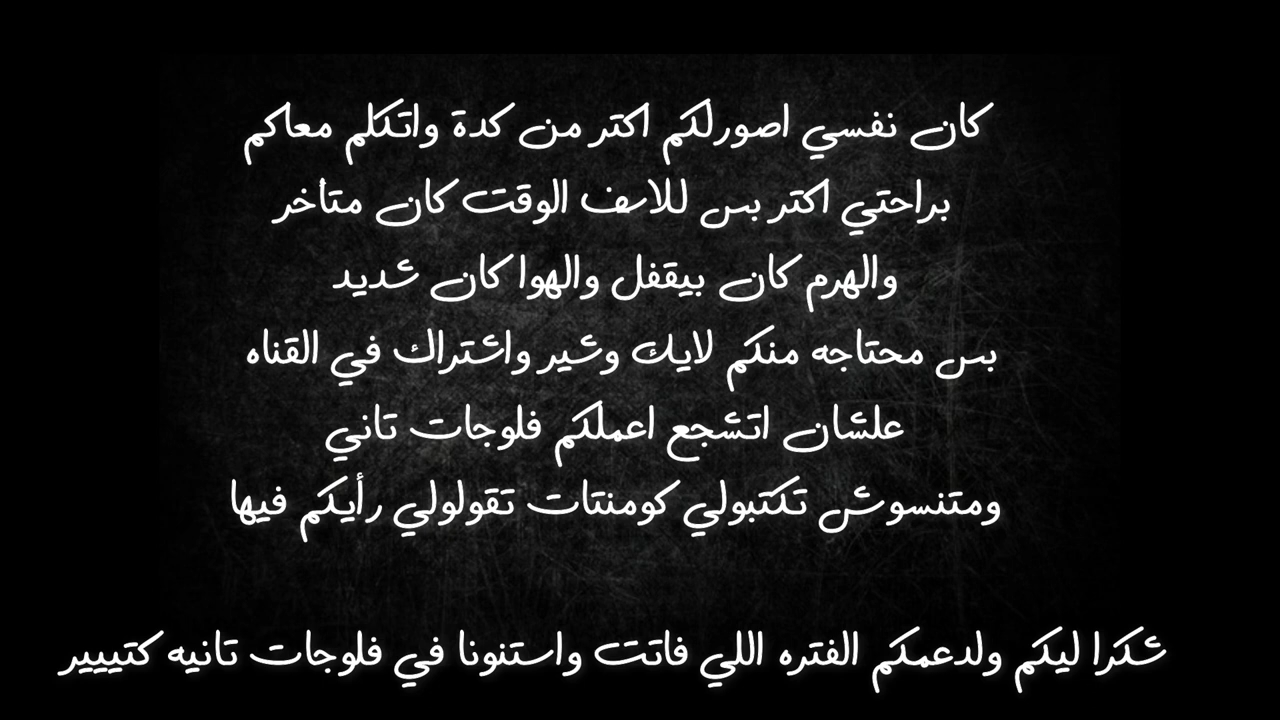 كان نفسي اصورلكم اكتر من كدة واتكلم معاكم
براحتي اكتر بس للاسف الوقت كان متأخر
والهرم كان بيقفل والهوا كان شديد
بس محتاجه منكم لايك وشير واشتراك في القناه
علشان اتشجع اعملكم فلوجات تاني
ومتنسوش تكتبولي كومنتات تقولولي رأيكم فيها
شكرا ليكم ولدعمكم الفتره اللي فاتت واستنونا في فلوجات تانيه كتيييير